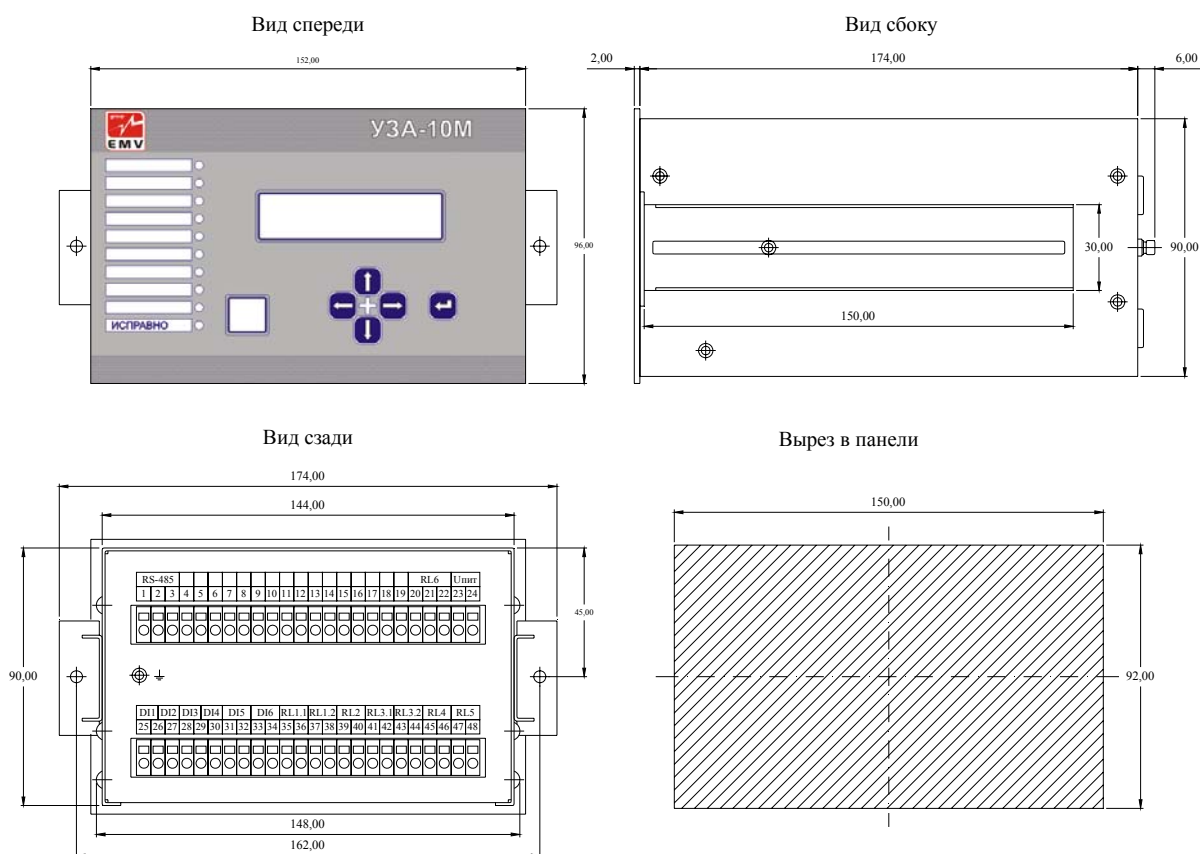 Вид спереди
152,00
EMV
УЗА-10М
ИСПРАВНО
96,00
Вид сбоку
2,00
174,00
6,00
30,00
90,00
150,00
Вид сзади
174,00
144,00
RS-485 RL6 Uпит
1 2 3 4 5 6 7 8 9 10 11 12 13 14 15 16 17 18 19 20 21 22 23 24
45,00
90,00
DI1 DI2 DI3 DI4 DI5 DI6 RL1.1 RL1.2 RL2 RL3.1 RL3.2 RL4 RL5
25 26 27 28 29 30 31 32 33 34 35 36 37 38 39 40 41 42 43 44 45 46 47 48
148,00
162,00
Вырез в панели
150,00
92,00